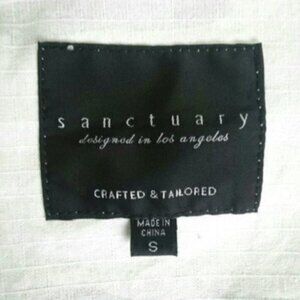 sanctuary
designed in los angeles
CRAFTED & TAILORED
MADE IN
CHINA
S